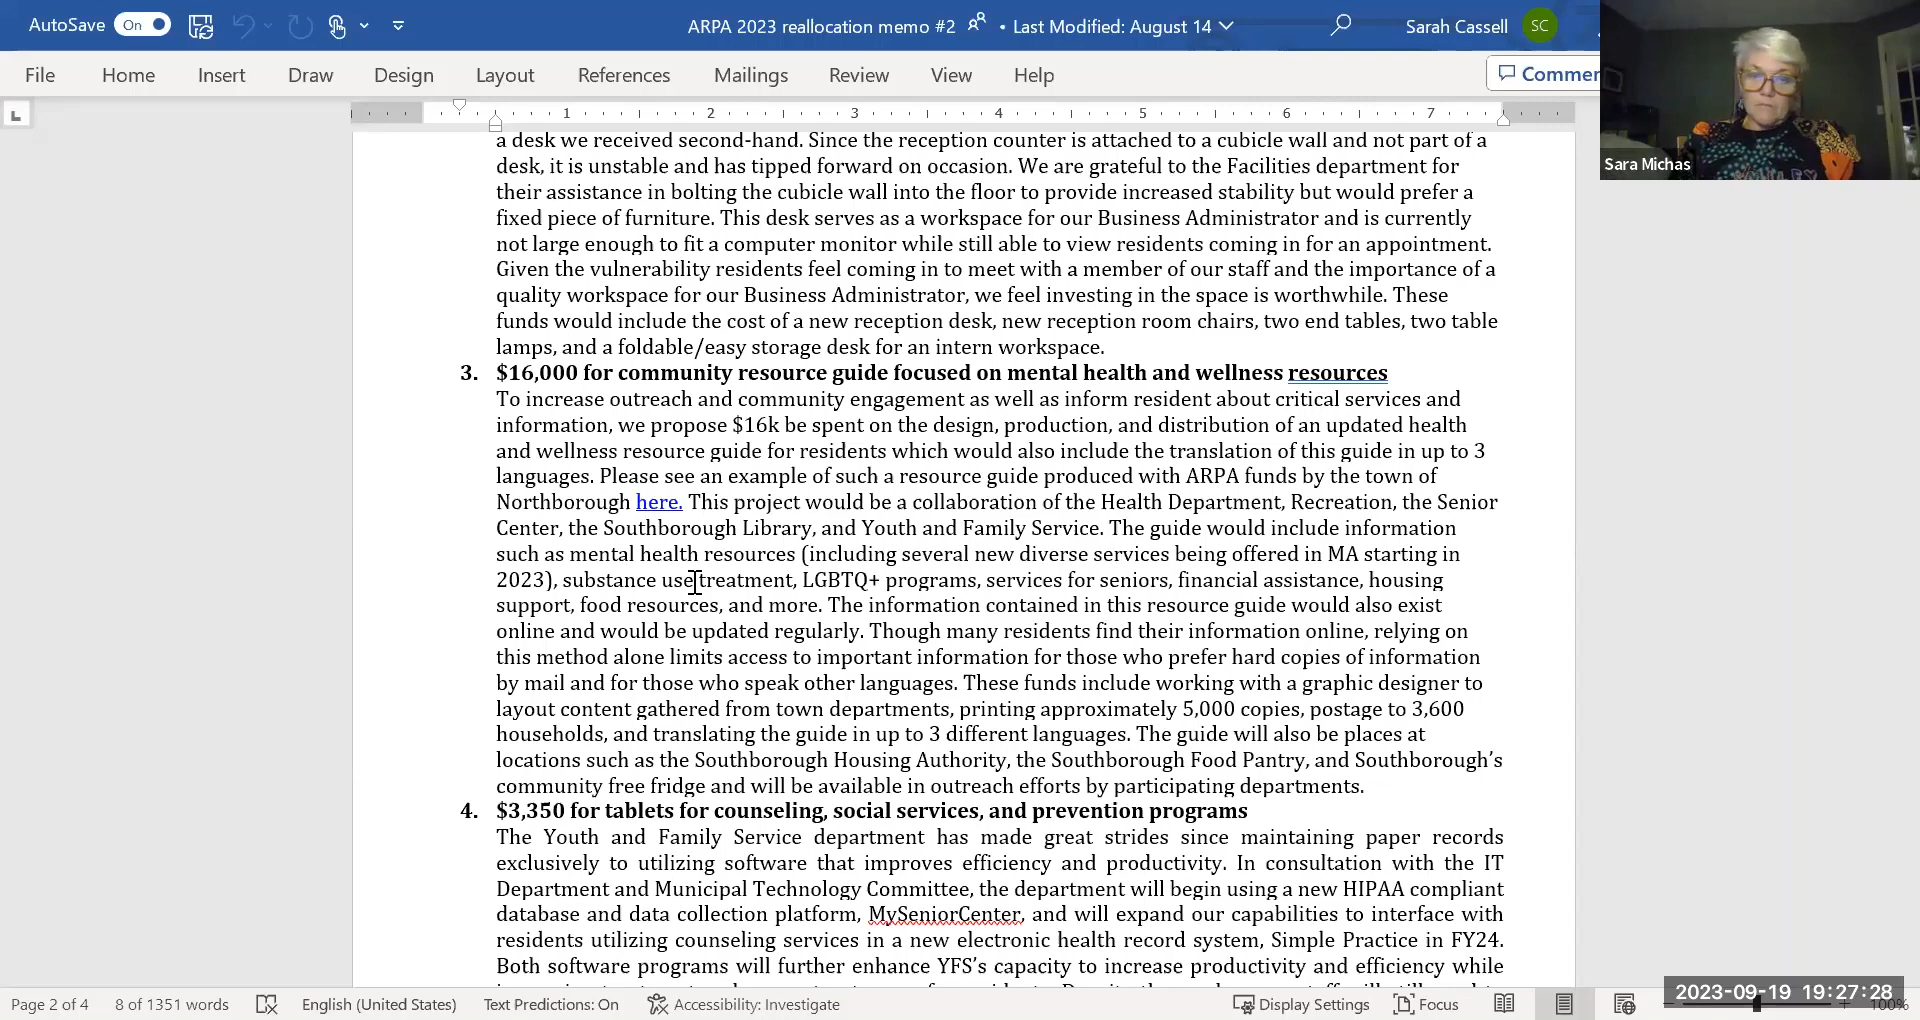 AutoSave On ARPA 2023 reallocation memo #2 • Last Modified: August 14 Sarah Cassell SC
File Home Insert Draw Design Layout References Mailings Review View Help
1 2 3 4 5 6 7
Sara Michas
a desk we received second-hand. Since the reception counter is attached to a cubicle wall and not part of a
desk, it is unstable and has tipped forward on occasion. We are grateful to the Facilities department for
their assistance in bolting the cubicle wall into the floor to provide increased stability but would prefer a
fixed piece of furniture. This desk serves as a workspace for our Business Administrator and is currently
not large enough to fit a computer monitor while still able to view residents coming in for an appointment.
Given the vulnerability residents feel coming in to meet with a member of our staff and the importance of a
quality workspace for our Business Administrator, we feel investing in the space is worthwhile. These
funds would include the cost of a new reception desk, new reception room chairs, two end tables, two table
lamps, and a foldable/easy storage desk for an intern workspace.
3. $16,000 for community resource guide focused on mental health and wellness resources
To increase outreach and community engagement as well as inform resident about critical services and
information, we propose $16k be spent on the design, production, and distribution of an updated health
and wellness resource guide for residents which would also include the translation of this guide in up to 3
languages. Please see an example of such a resource guide produced with ARPA funds by the town of
Northborough here. This project would be a collaboration of the Health Department, Recreation, the Senior
Center, the Southborough Library, and Youth and Family Service. The guide would include information
such as mental health resources (including several new diverse services being offered in MA starting in
2023), substance use treatment, LGBTQ+ programs, services for seniors, financial assistance, housing
support, food resources, and more. The information contained in this resource guide would also exist
online and would be updated regularly. Though many residents find their information online, relying on
this method alone limits access to important information for those who prefer hard copies of information
by mail and for those who speak other languages. These funds include working with a graphic designer to
layout content gathered from town departments, printing approximately 5,000 copies, postage to 3,600
households, and translating the guide in up to 3 different languages. The guide will also be places at
locations such as the Southborough Housing Authority, the Southborough Food Pantry, and Southborough's
community free fridge and will be available in outreach efforts by participating departments.
4. $3,350 for tablets for counseling, social services, and prevention programs
The Youth and Family Service department has made great strides since maintaining paper records
exclusively to utilizing software that improves efficiency and productivity. In consultation with the IT
Department and Municipal Technology Committee, the department will begin using a new HIPAA compliant
database and data collection platform, MySeniorCenter, and will expand our capabilities to interface with
residents utilizing counseling services in a new electronic health record system, Simple Practice in FY24.
Both software programs will further enhance YFS's capacity to increase productivity and efficiency while
Page 2 of 4 8 of 1351 words English (United States) Text Predictions: On Accessibility: Investigate Display Settings Focus 100%
2023-09-19 19:27:28